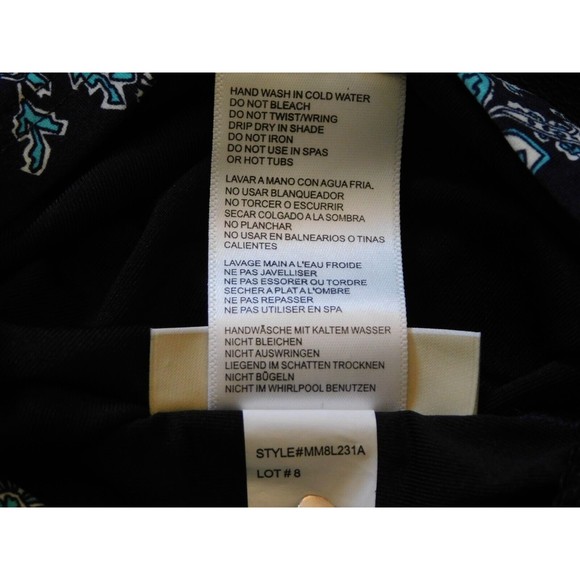 HAND WASH IN COLD WATER
DO NOT BLEACH
DO NOT TWIST/WRING
DRIP DRY IN SHADE
DO NOT IRON
DO NOT USE IN SPAS
OR HOT TUBS
LAVAR A MANO CON AGUA FRIA.
NO USAR BLANQUEADOR
NO TORCER O ESCURRIR
SECAR COLGADO A LA SOMBRA
NO PLANCHAR
NO USAR EN BALNEARIOS O TINAS
CALIENTES
LAVAGE MAIN A L'EAU FROIDE
NE PAS JAVELLISER
NE PAS ESSORER OU TORDRE
SECHER A PLAT A L'OMBRE
NE PAS REPASSER
NE PAS UTILISER EN SPA
HANDWÄSCHE MIT KALTEM WASSER
NICHT BLEICHEN
NICHT AUSWRINGEN
LIEGEND IM SCHATTEN TROCKNEN
NICHT BÜGELN
NICHT IM WHIRLPOOL BENUTZEN
STYLE#MM8L231A
LOT # 8